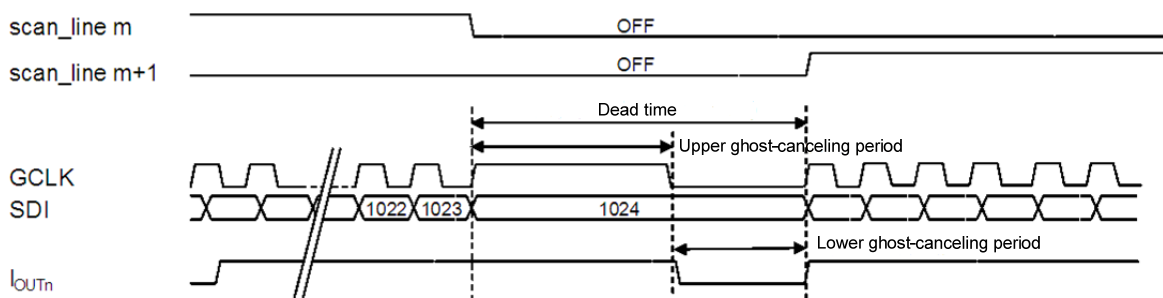 scan_line m
OFF
scan_line m+1
OFF
Dead time
Upper ghost-canceling period
GCLK
SDI
1022 1023 1024
Lower ghost-canceling period
IOUTn